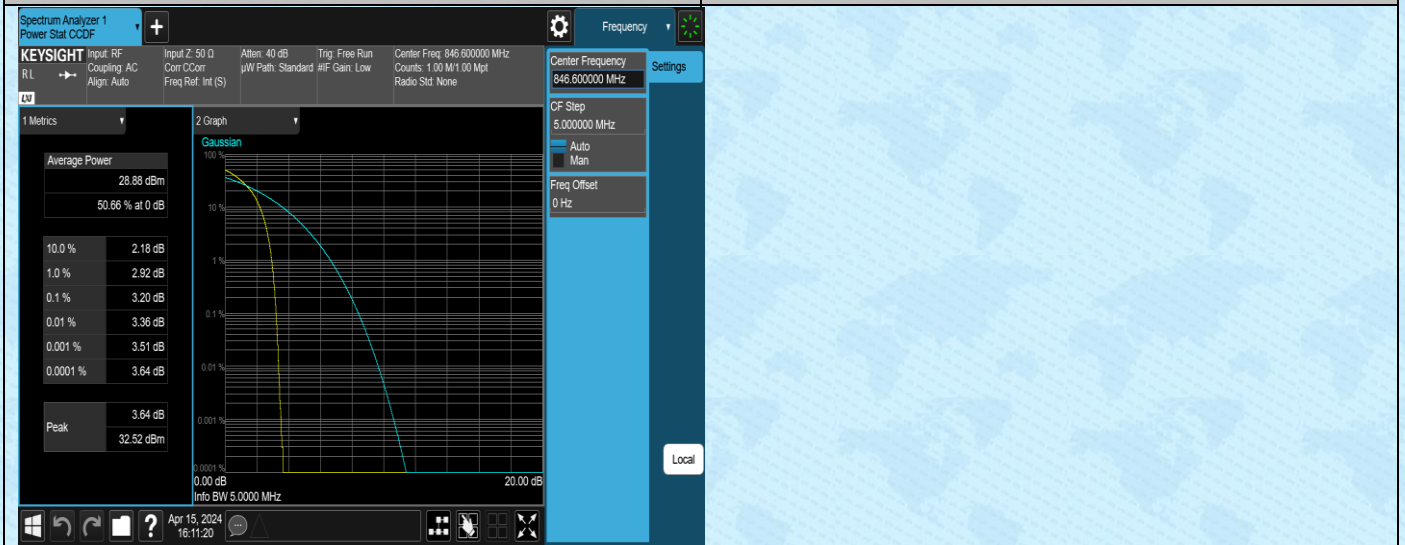 Spectrum Analyzer 1
Power Stat CCDF
+
Frequency
KEYSIGHT
RL
LXI
Input: RF
Coupling: AC
Align: Auto
Input Z: 50 Ω
Corr CCorr
Freq Ref: Int (S)
Atten: 40 dB
µW Path: Standard
Trig: Free Run
#IF Gain: Low
Center Freq: 846.600000 MHz
Counts: 1.00 M/1.00 Mpt
Radio Std: None
Center Frequency
846.600000 MHz
Settings
CF Step
5.000000 MHz
Auto
Man
Freq Offset
0 Hz
1 Metrics
Average Power
28.88 dBm
50.66 % at 0 dB
10.0 % 2.18 dB
1.0 % 2.92 dB
0.1 % 3.20 dB
0.01 % 3.36 dB
0.001 % 3.51 dB
0.0001 % 3.64 dB
Peak
3.64 dB
32.52 dBm
2 Graph
Gaussian
100 %
10 %
1 %
0.1 %
0.01 %
0.001 %
0.0001 %
0.00 dB
20.00 dB
Info BW 5.0000 MHz
Local
?
Apr 15, 2024
16:11:20